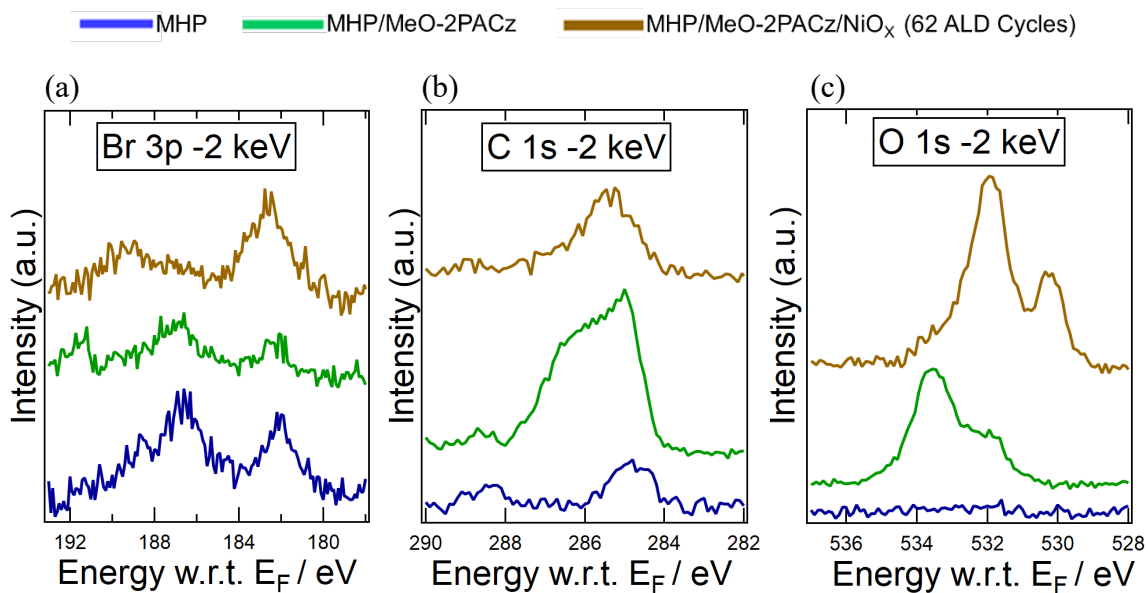 MHP MHP/MeO-2PACz MHP/MeO-2PACz/NiOX (62 ALD Cycles)
(a) (b) (c)
Br 3p -2 keV C 1s -2 keV O 1s -2 keV
Intensity (a.u.) Intensity (a.u.) Intensity (a.u.)
192 188 184 180 290 288 286 284 282 536 534 532 530 528
Energy w.r.t. EF / eV Energy w.r.t. EF / eV Energy w.r.t. EF / eV